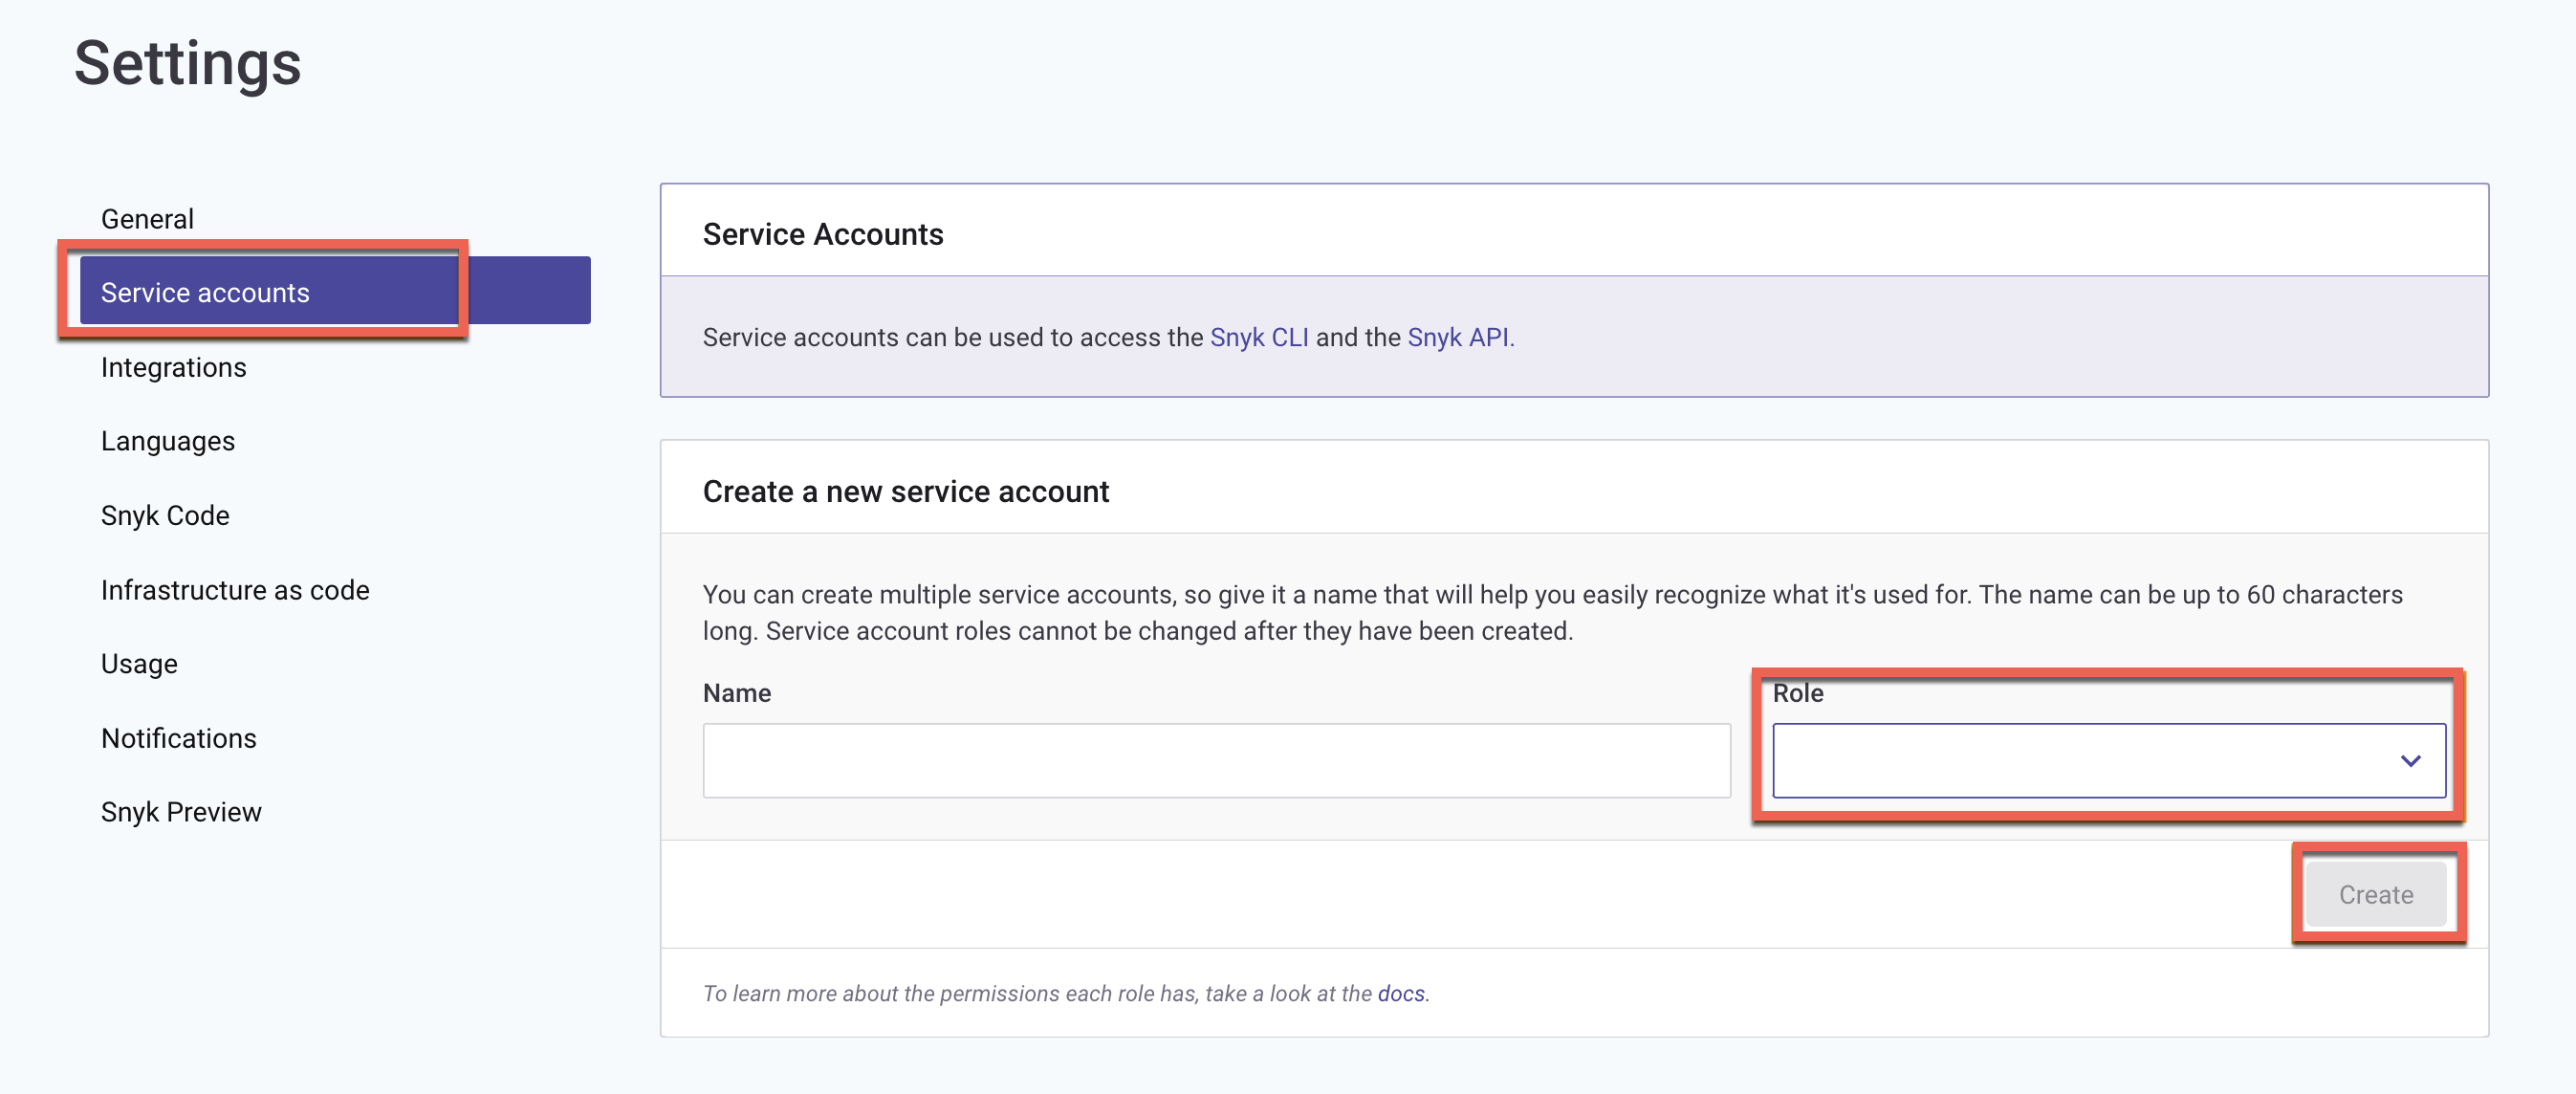 Settings
General
Service accounts
Integrations
Languages
Snyk Code
Infrastructure as code
Usage
Notifications
Snyk Preview
Service Accounts
Service accounts can be used to access the Snyk CLI and the Snyk API.
Create a new service account
You can create multiple service accounts, so give it a name that will help you easily recognize what it's used for. The name can be up to 60 characters
long. Service account roles cannot be changed after they have been created.
Name
Role
Create
To learn more about the permissions each role has, take a look at the docs.